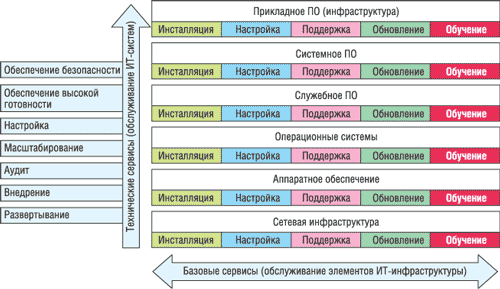 Прикладное ПО (инфраструктура)
Инсталляция Настройка Поддержка Обновление Обучение
Системное ПО
Инсталляция Настройка Поддержка Обновление Обучение
Служебное ПО
Инсталляция Настройка Поддержка Обновление Обучение
Операционные системы
Инсталляция Настройка Поддержка Обновление Обучение
Аппаратное обеспечение
Инсталляция Настройка Поддержка Обновление Обучение
Сетевая инфраструктура
Инсталляция Настройка Поддержка Обновление Обучение
Обеспечение безопасности
Обеспечение высокой
готовности
Настройка
Масштабирование
Аудит
Внедрение
Развертывание
Технические сервисы (обслуживание ИТ-систем)
Базовые сервисы (обслуживание элементов ИТ-инфраструктуры)